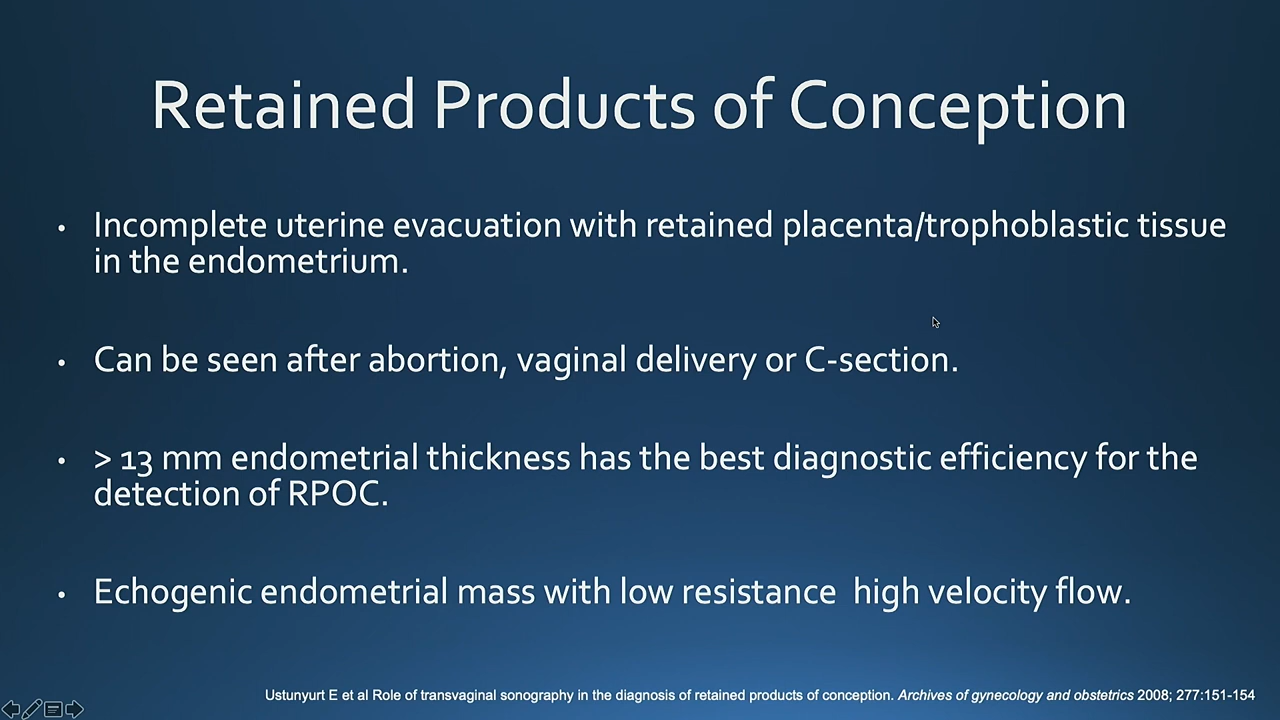 Retained Products of Conception
• Incomplete uterine evacuation with retained placenta/trophoblastic tissue
in the endometrium.
• Can be seen after abortion, vaginal delivery or C-section.
• > 13 mm endometrial thickness has the best diagnostic efficiency for the
detection of RPOC.
• Echogenic endometrial mass with low resistance  high velocity flow.
Ustunyurt E et al Role of transvaginal sonography in the diagnosis of retained products of conception. Archives of gynecology and obstetrics 2008; 277:151-154